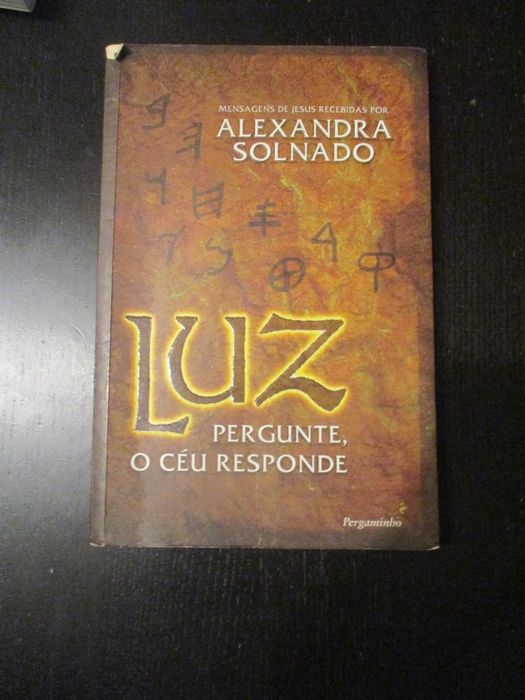 MENSAGENS DE JESUS RECEBIDAS POR
ALEXANDRA
SOLNADO
LUZ
PERGUNTE,
O CÉU RESPONDE
Pergaminho